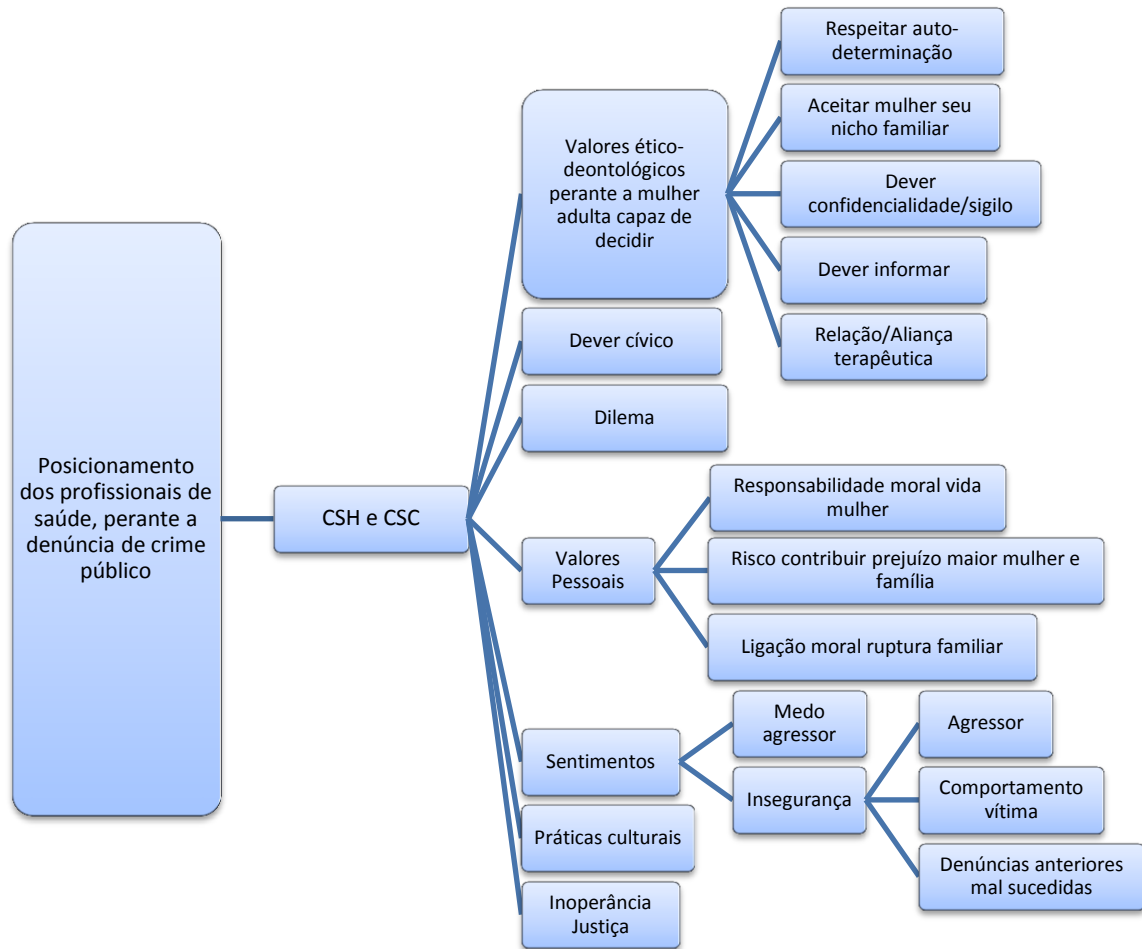 Posicionamento
dos profissionais de
saúde, perante a
denúncia de crime
público
CSH e CSC
Valores ético-
deontológicos
perante a mulher
adulta capaz de
decidir
Respeitar auto-
determinação
Aceitar mulher seu
nicho familiar
Dever
confidencialidade/sigilo
Dever informar
Relação/Aliança
terapêutica
Dever cívico
Dilema
Valores
Pessoais
Responsabilidade moral vida
mulher
Risco contribuir prejuízo maior mulher e
família
Ligação moral ruptura familiar
Sentimentos
Medo
agressor
Insegurança
Agressor
Comportamento
vítima
Denúncias anteriores
mal sucedidas
Práticas culturais
Inoperância
Justiça